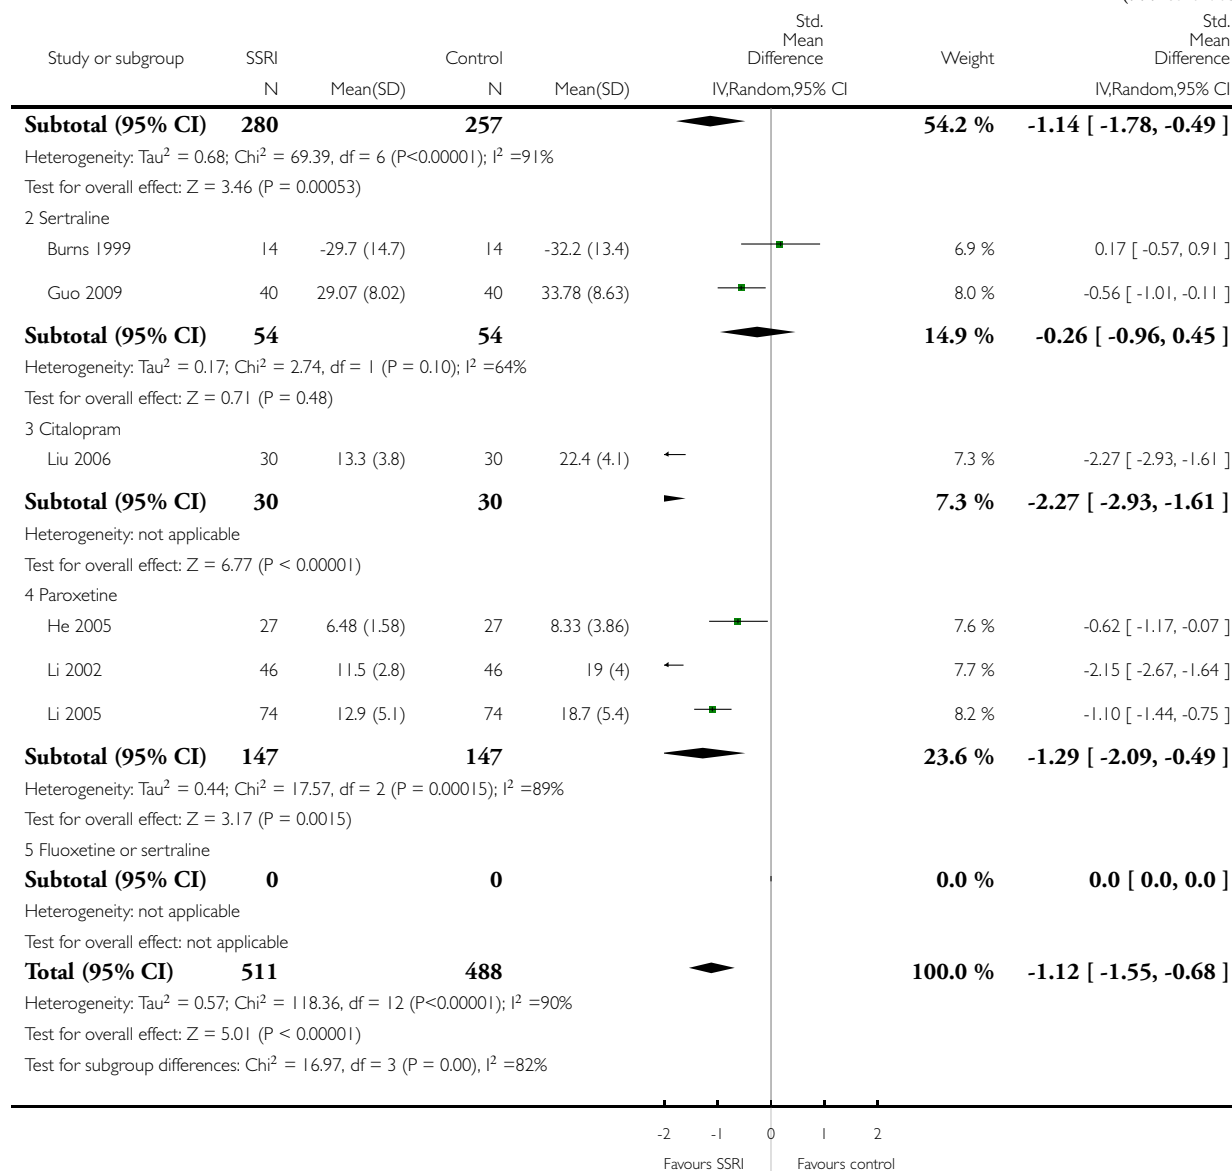 Std. Std.
Mean Mean
Study or subgroup SSRI Control Difference Weight Difference
N Mean(SD) N Mean(SD) IV,Random,95% CI IV,Random,95% CI
Subtotal (95% CI) 280 257 54.2 % -1.14 [ -1.78, -0.49 ]
Heterogeneity: Tau² = 0.68; Chi² = 69.39, df = 6 (P<0.00001); I² =91%
Test for overall effect: Z = 3.46 (P = 0.00053)
2 Sertraline
Burns 1999 14 -29.7 (14.7) 14 -32.2 (13.4) 6.9 % 0.17 [ -0.57, 0.91 ]
Guo 2009 40 29.07 (8.02) 40 33.78 (8.63) 8.0 % -0.56 [ -1.01, -0.11 ]
Subtotal (95% CI) 54 54 14.9 % -0.26 [ -0.96, 0.45 ]
Heterogeneity: Tau² = 0.17; Chi² = 2.74, df = 1 (P = 0.10); I² =64%
Test for overall effect: Z = 0.71 (P = 0.48)
3 Citalopram
Liu 2006 30 13.3 (3.8) 30 22.4 (4.1) 7.3 % -2.27 [ -2.93, -1.61 ]
Subtotal (95% CI) 30 30 7.3 % -2.27 [ -2.93, -1.61 ]
Heterogeneity: not applicable
Test for overall effect: Z = 6.77 (P < 0.00001)
4 Paroxetine
He 2005 27 6.48 (1.58) 27 8.33 (3.86) 7.6 % -0.62 [ -1.17, -0.07 ]
Li 2002 46 11.5 (2.8) 46 19 (4) 7.7 % -2.15 [ -2.67, -1.64 ]
Li 2005 74 12.9 (5.1) 74 18.7 (5.4) 8.2 % -1.10 [ -1.44, -0.75 ]
Subtotal (95% CI) 147 147 23.6 % -1.29 [ -2.09, -0.49 ]
Heterogeneity: Tau² = 0.44; Chi² = 17.57, df = 2 (P = 0.00015); I² =89%
Test for overall effect: Z = 3.17 (P = 0.0015)
5 Fluoxetine or sertraline
Subtotal (95% CI) 0 0 0.0 % 0.0 [ 0.0, 0.0 ]
Heterogeneity: not applicable
Test for overall effect: not applicable
Total (95% CI) 511 488 100.0 % -1.12 [ -1.55, -0.68 ]
Heterogeneity: Tau² = 0.57; Chi² = 118.36, df = 12 (P<0.00001); I² =90%
Test for overall effect: Z = 5.01 (P < 0.00001)
Test for subgroup differences: Chi² = 16.97, df = 3 (P = 0.00), I² =82%
-2 -1 0 1 2
Favours SSRI Favours control